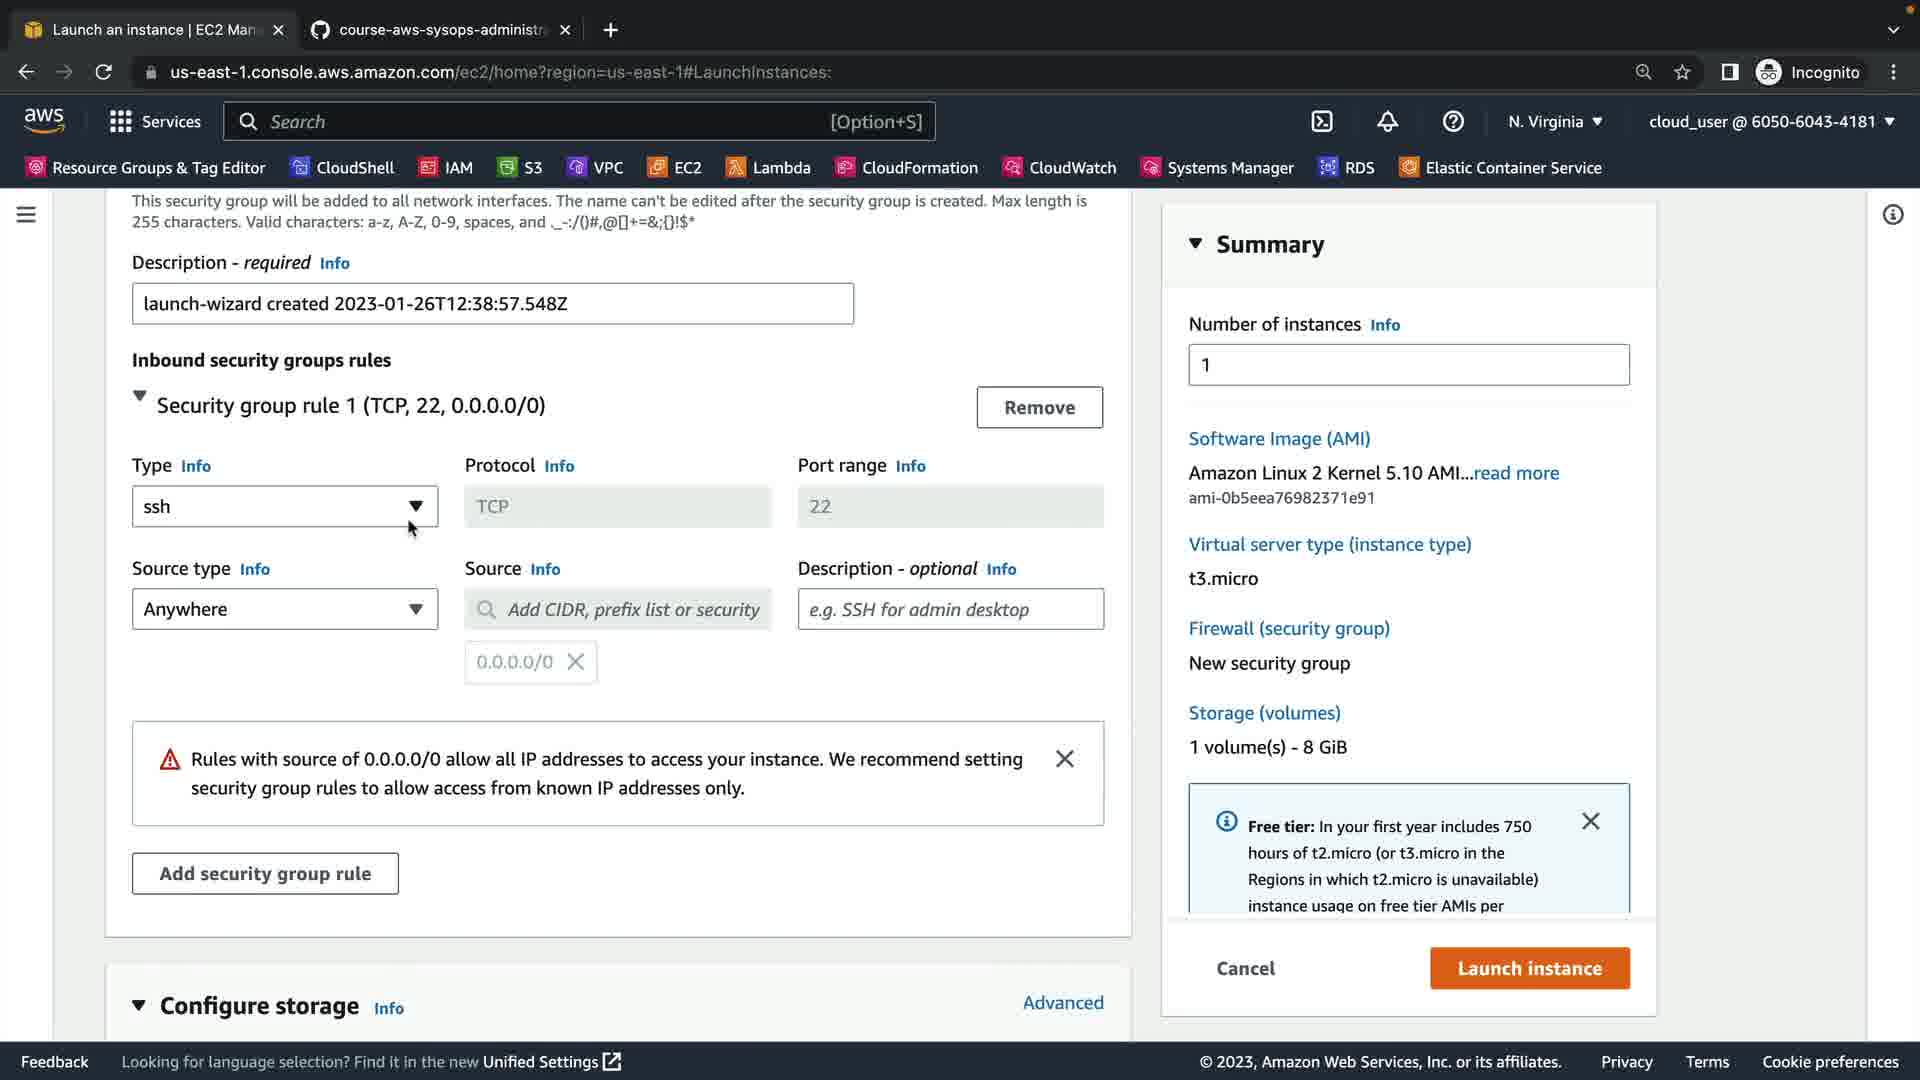 Launch an instance | EC2 Man
course-aws-sysops-administra
us-east-1.console.aws.amazon.com/ec2/home?region=us-east-1#LaunchInstances:
Incognito
aws
Services
Search
[Option+S]
N. Virginia
cloud_user @ 6050-6043-4181
Resource Groups & Tag Editor
CloudShell
IAM
S3
VPC
EC2
Lambda
CloudFormation
CloudWatch
Systems Manager
RDS
Elastic Container Service
This security group will be added to all network interfaces. The name can't be edited after the security group is created. Max length is
255 characters. Valid characters: a-z, A-Z, 0-9, spaces, and ._-:/()#,@[]+=&;{}!$*
Description - required Info
launch-wizard created 2023-01-26T12:38:57.548Z
Inbound security groups rules
Security group rule 1 (TCP, 22, 0.0.0.0/0)
Remove
Type Info
Protocol Info
Port range Info
ssh
TCP
22
Source type Info
Source Info
Description - optional Info
Anywhere
Add CIDR, prefix list or security
e.g. SSH for admin desktop
0.0.0.0/0
Rules with source of 0.0.0.0/0 allow all IP addresses to access your instance. We recommend setting
security group rules to allow access from known IP addresses only.
Add security group rule
Configure storage Info
Advanced
Summary
Number of instances Info
1
Software Image (AMI)
Amazon Linux 2 Kernel 5.10 AMI...read more
ami-0b5eea76982371e91
Virtual server type (instance type)
t3.micro
Firewall (security group)
New security group
Storage (volumes)
1 volume(s) - 8 GiB
Free tier: In your first year includes 750
hours of t2.micro (or t3.micro in the
Regions in which t2.micro is unavailable)
instance usage on free tier AMIs per
Cancel
Launch instance
Feedback
Looking for language selection? Find it in the new Unified Settings
© 2023, Amazon Web Services, Inc. or its affiliates.
Privacy
Terms
Cookie preferences